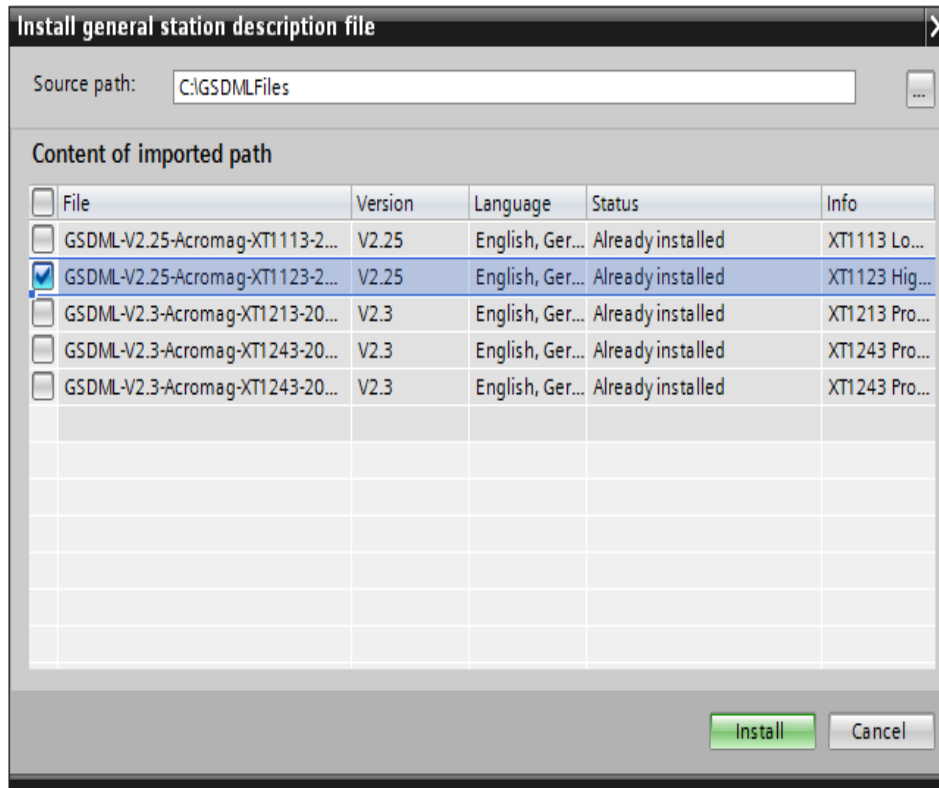 Install general station description file
Source path: C:\GSDMLFiles ...
Content of imported path
File Version Language Status Info
GSDML-V2.25-Acromag-XT1113-2... V2.25 English, Ger... Already installed XT1113 Lo...
GSDML-V2.25-Acromag-XT1123-2... V2.25 English, Ger... Already installed XT1123 Hig...
GSDML-V2.3-Acromag-XT1213-20... V2.3 English, Ger... Already installed XT1213 Pro...
GSDML-V2.3-Acromag-XT1243-20... V2.3 English, Ger... Already installed XT1243 Pro...
GSDML-V2.3-Acromag-XT1243-20... V2.3 English, Ger... Already installed XT1243 Pro...
Install Cancel